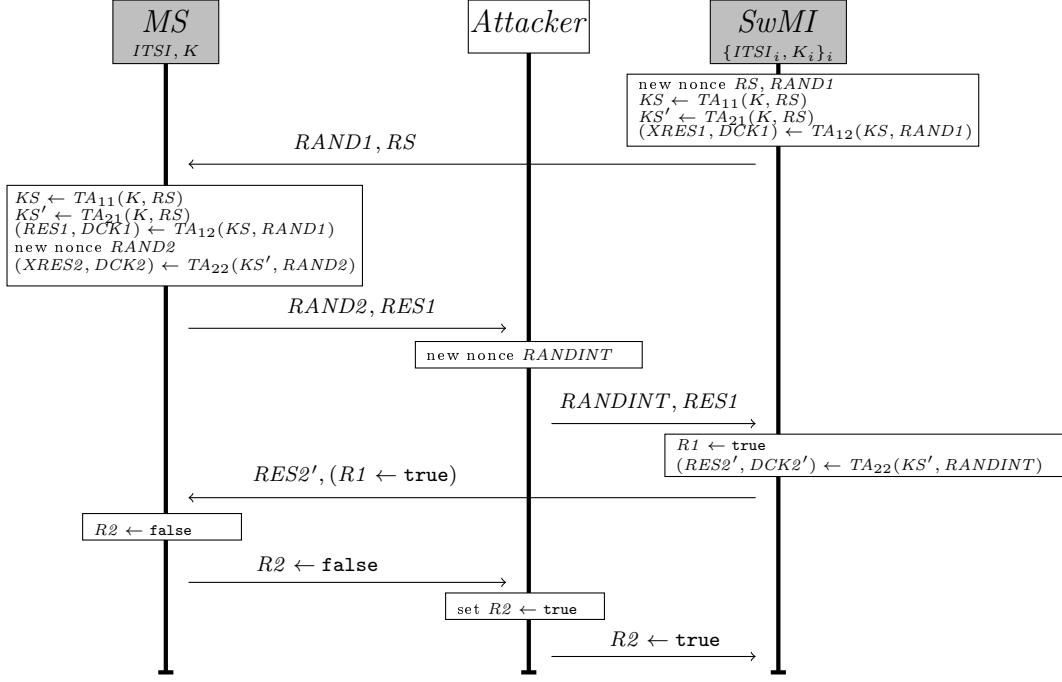 MS
ITSI, K
Attacker
SwMI
{ITSI_i, K_i}_i
new nonce RS, RAND1
KS ← TA_11(K, RS)
KS′ ← TA_21(K, RS)
(XRES1, DCK1) ← TA_12(KS, RAND1)
RAND1, RS
KS ← TA_11(K, RS)
KS′ ← TA_21(K, RS)
(RES1, DCK1) ← TA_12(KS, RAND1)
new nonce RAND2
(XRES2, DCK2) ← TA_22(KS′, RAND2)
RAND2, RES1
new nonce RANDINT
RANDINT, RES1
R1 ← true
(RES2′, DCK2′) ← TA_22(KS′, RANDINT)
RES2′, (R1 ← true)
R2 ← false
R2 ← false
set R2 ← true
R2 ← true